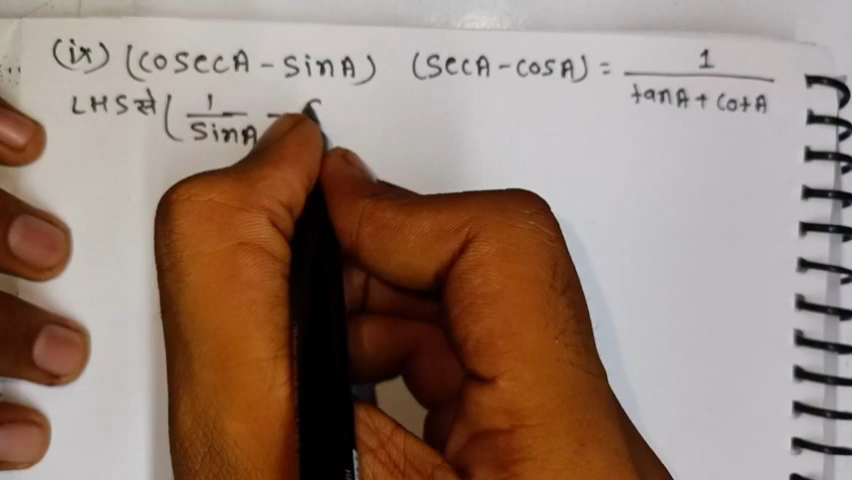 (ix) (cosecA - sinA) (secA - cosA) = 1/(tanA + cotA)
LHS से ( 1/sinA -